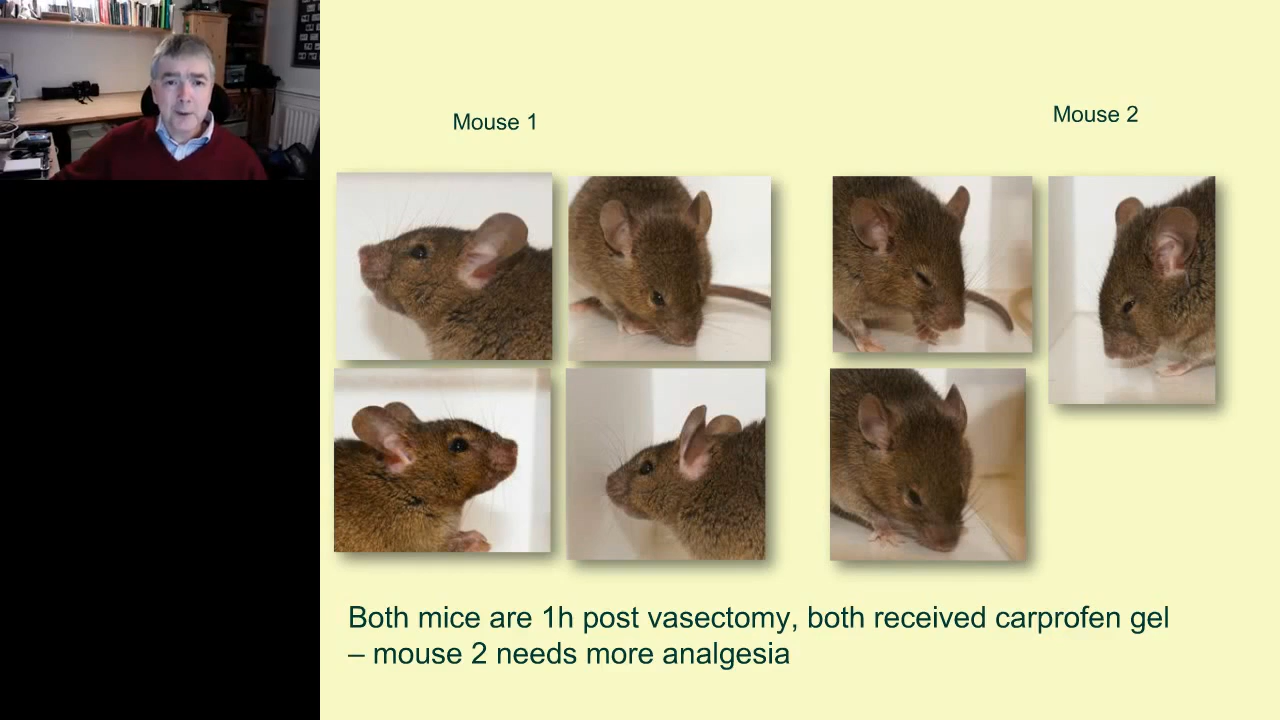 Mouse 1
Mouse 2
Both mice are 1h post vasectomy, both received carprofen gel
– mouse 2 needs more analgesia